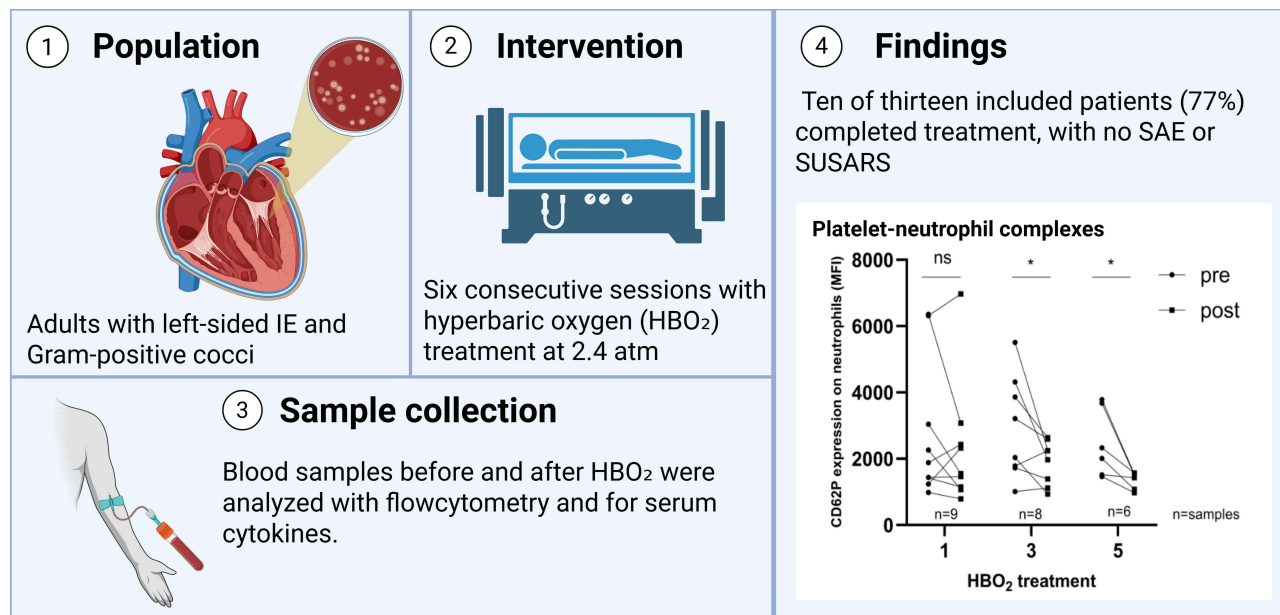 1 Population
Adults with left-sided IE and
Gram-positive cocci
2 Intervention
Six consecutive sessions with
hyperbaric oxygen (HBO₂)
treatment at 2.4 atm
3 Sample collection
Blood samples before and after HBO₂ were
analyzed with flowcytometry and for serum
cytokines.
4 Findings
Ten of thirteen included patients (77%)
completed treatment, with no SAE or
SUSARS
Platelet-neutrophil complexes
CD62P expression on neutrophils (MFI)
8000
6000
4000
2000
0
ns * *
pre
post
n=9 n=8 n=6 n=samples
1 3 5
HBO₂ treatment